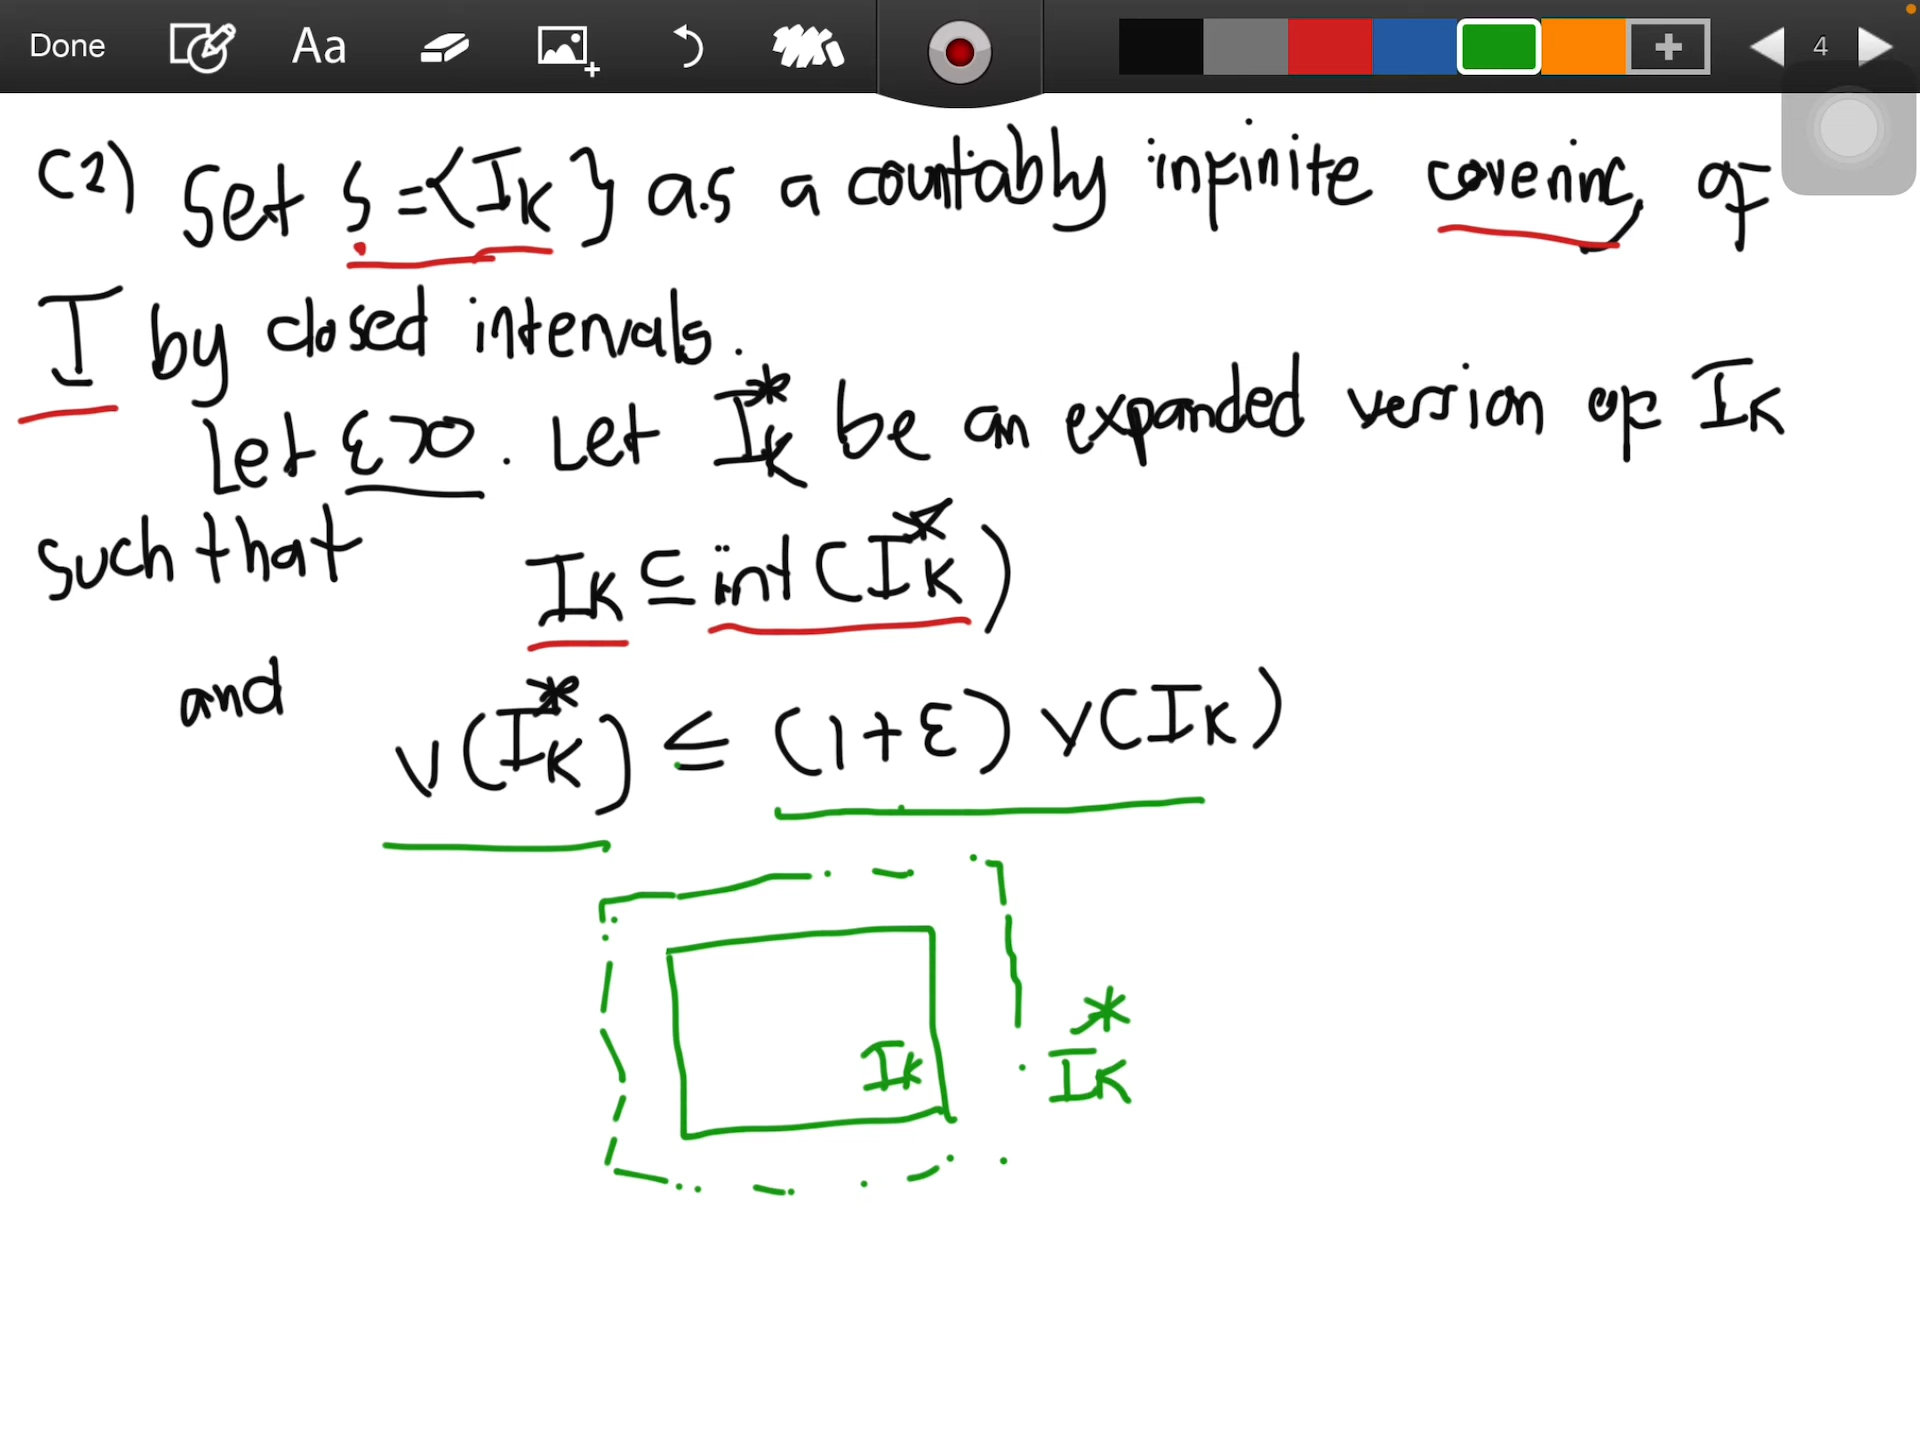 Done Aa 4
(2) Set S = {Ik} as a countably infinite covering of
I by closed intervals.
Let ε>0. Let Ik* be an expanded version of Ik
such that
Ik ⊆ int(Ik*)
and
v(Ik*) ≤ (1+ε) v(Ik)
Ik
Ik*